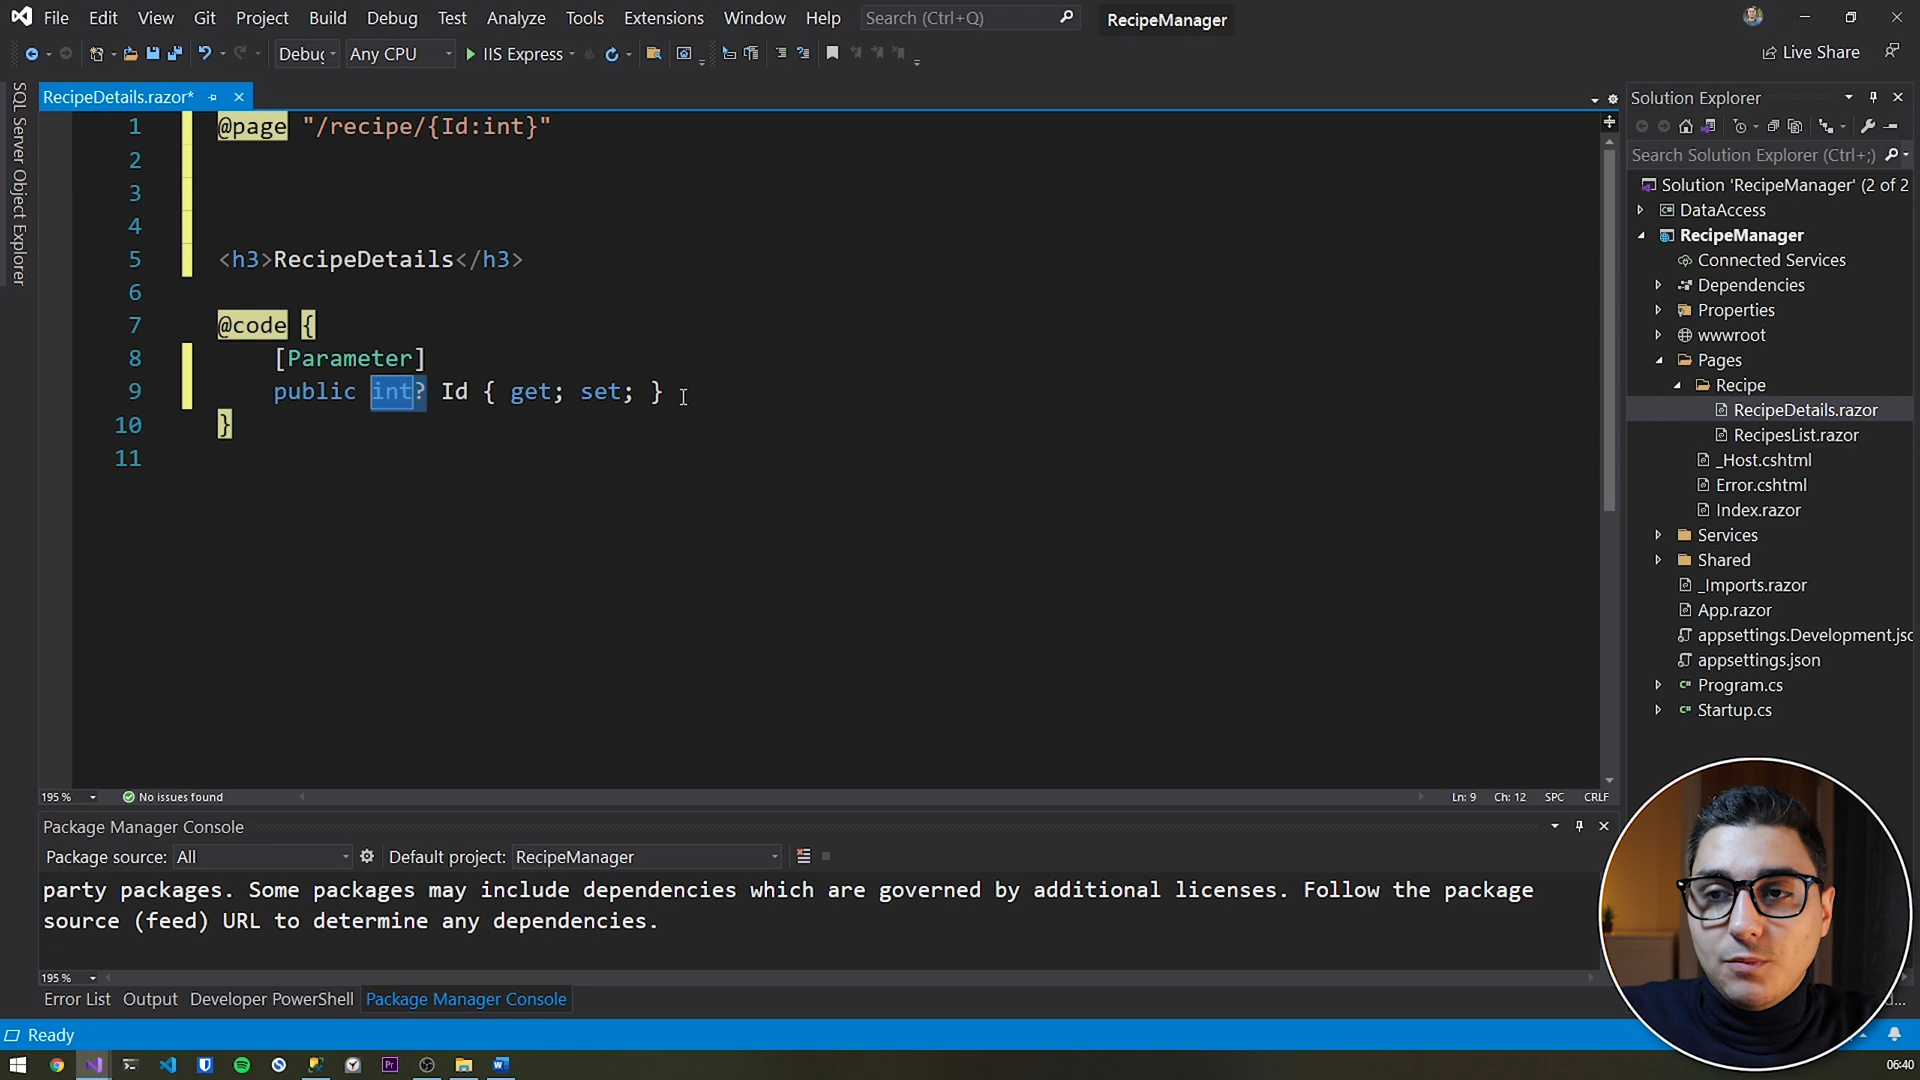 File Edit View Git Project Build Debug Test Analyze Tools Extensions Window Help Search (Ctrl+Q) RecipeManager
Debug Any CPU IIS Express Live Share
SQL Server Object Explorer
RecipeDetails.razor*
1 @page "/recipe/{Id:int}"
2
3
4
5 <h3>RecipeDetails</h3>
6
7 @code {
8 [Parameter]
9 public int? Id { get; set; }
10 }
11
195 % No issues found Ln: 9 Ch: 12 SPC CRLF
Solution Explorer
Search Solution Explorer (Ctrl+;)
Solution 'RecipeManager' (2 of 2
DataAccess
RecipeManager
Connected Services
Dependencies
Properties
wwwroot
Pages
Recipe
RecipeDetails.razor
RecipesList.razor
_Host.cshtml
Error.cshtml
Index.razor
Services
Shared
_Imports.razor
App.razor
appsettings.Development.jsc
appsettings.json
Program.cs
Startup.cs
Package Manager Console
Package source: All Default project: RecipeManager
party packages. Some packages may include dependencies which are governed by additional licenses. Follow the package
source (feed) URL to determine any dependencies.
195 %
Error List Output Developer PowerShell Package Manager Console
Ready
06:40